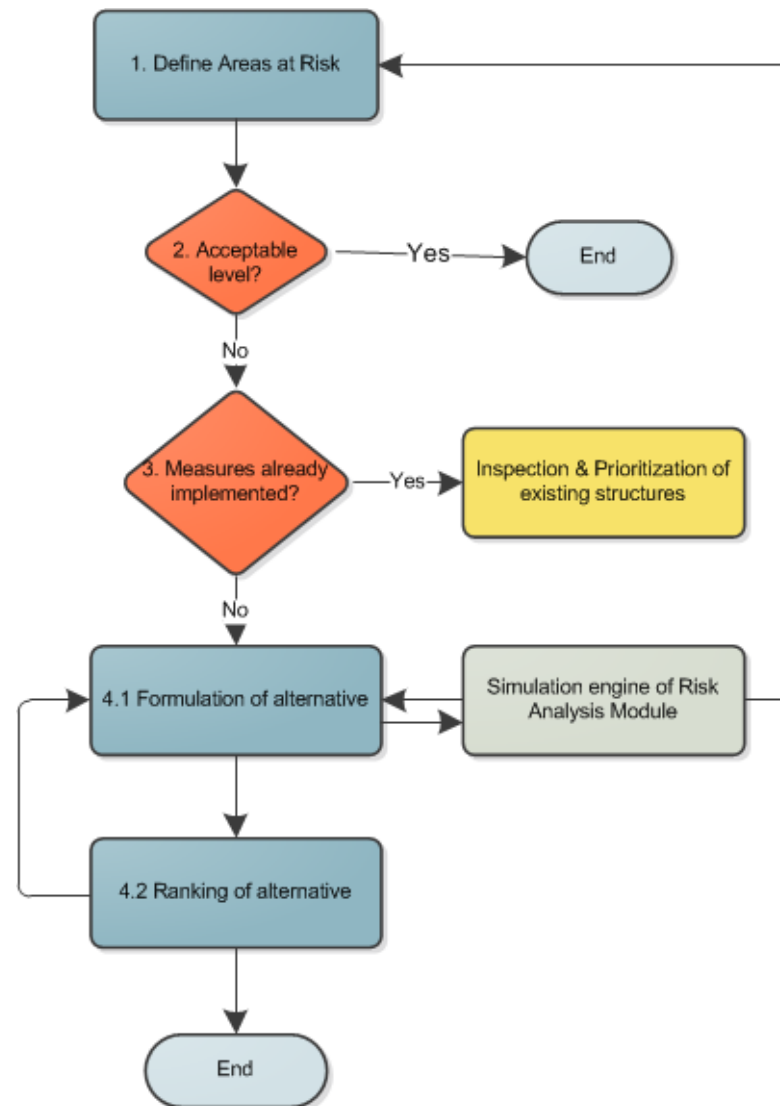 1. Define Areas at Risk
2. Acceptable
level?
Yes
End
No
3. Measures already
implemented?
Yes
Inspection & Prioritization of
existing structures
No
4.1 Formulation of alternative
Simulation engine of Risk
Analysis Module
4.2 Ranking of alternative
End